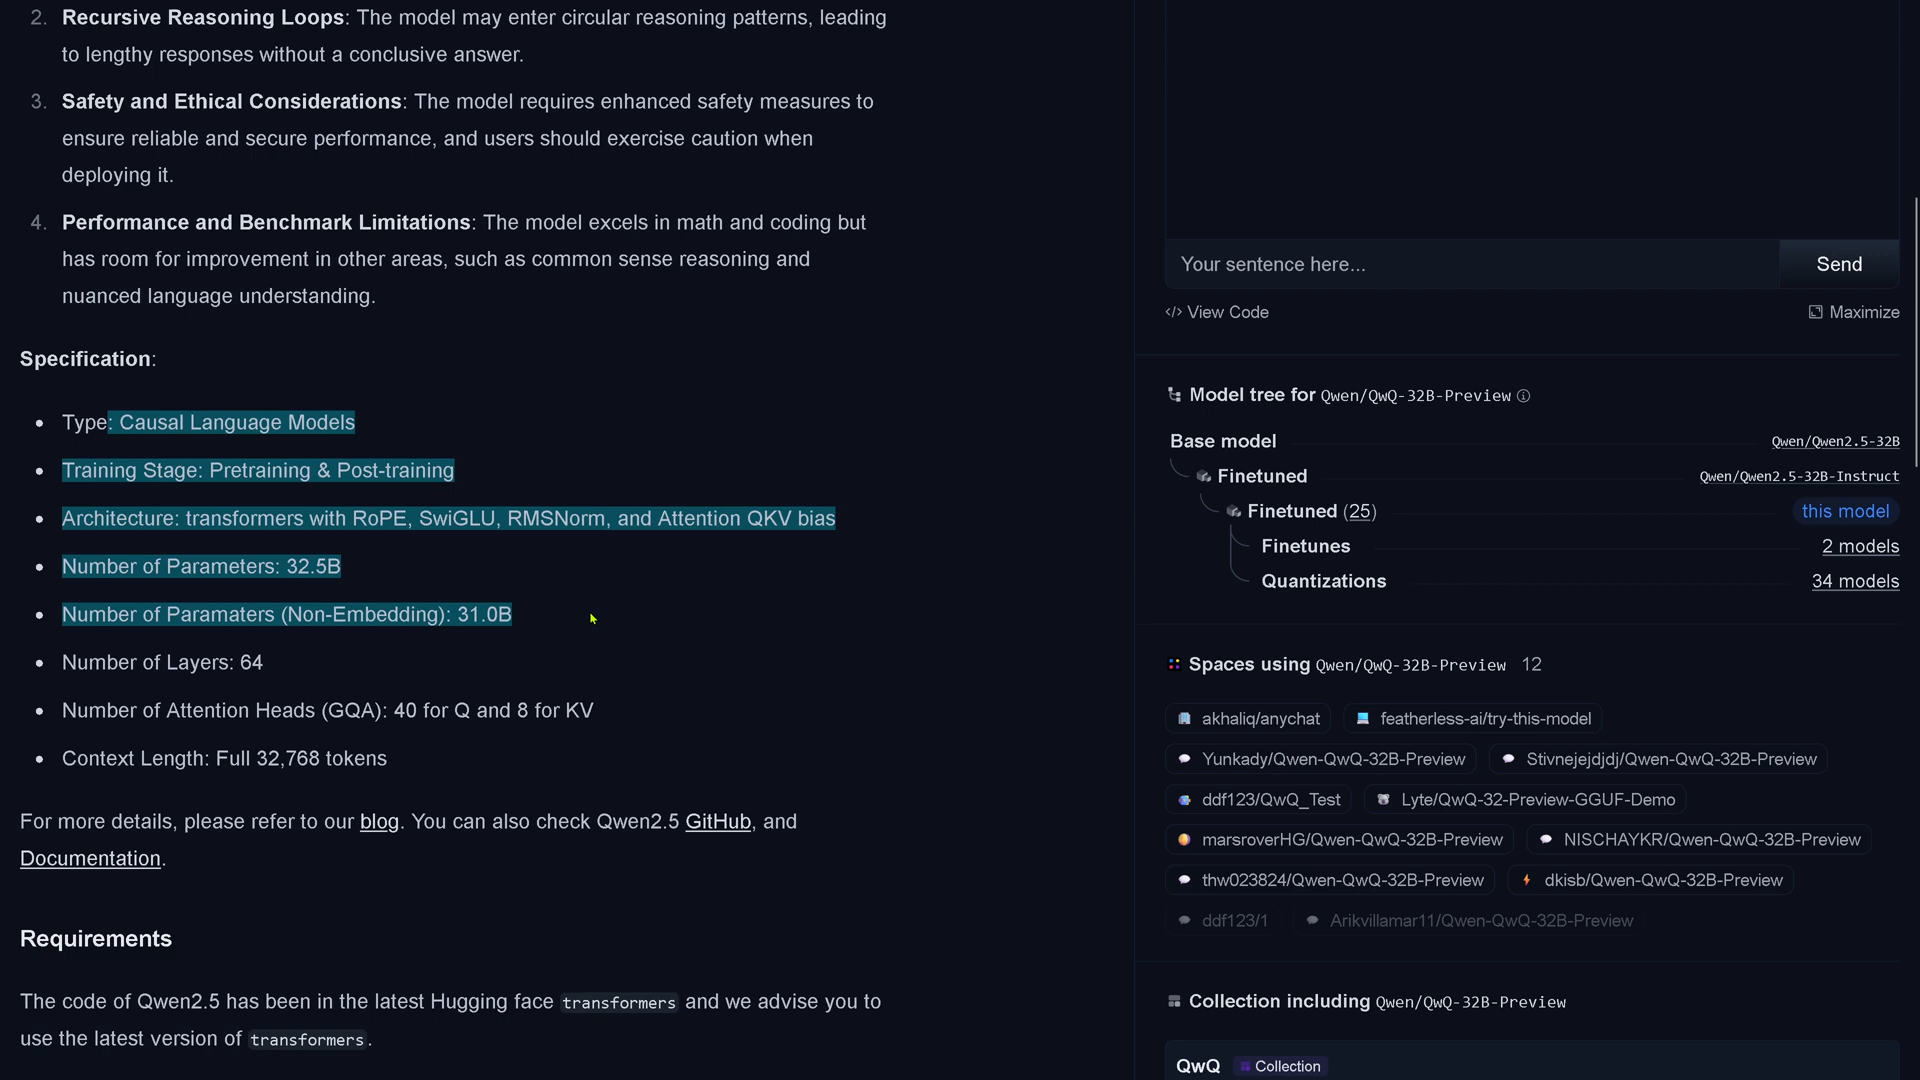 2. Recursive Reasoning Loops: The model may enter circular reasoning patterns, leading
to lengthy responses without a conclusive answer.
3. Safety and Ethical Considerations: The model requires enhanced safety measures to
ensure reliable and secure performance, and users should exercise caution when
deploying it.
4. Performance and Benchmark Limitations: The model excels in math and coding but
has room for improvement in other areas, such as common sense reasoning and
nuanced language understanding.
Specification:
• Type: Causal Language Models
• Training Stage: Pretraining & Post-training
• Architecture: transformers with RoPE, SwiGLU, RMSNorm, and Attention QKV bias
• Number of Parameters: 32.5B
• Number of Paramaters (Non-Embedding): 31.0B
• Number of Layers: 64
• Number of Attention Heads (GQA): 40 for Q and 8 for KV
• Context Length: Full 32,768 tokens
For more details, please refer to our blog. You can also check Qwen2.5 GitHub, and
Documentation.
Requirements
The code of Qwen2.5 has been in the latest Hugging face transformers and we advise you to
use the latest version of transformers.
Your sentence here...
Send
</> View Code
Maximize
Model tree for Qwen/QwQ-32B-Preview
Base model Qwen/Qwen2.5-32B
Finetuned Qwen/Qwen2.5-32B-Instruct
Finetuned (25) this model
Finetunes 2 models
Quantizations 34 models
Spaces using Qwen/QwQ-32B-Preview 12
akhaliq/anychat featherless-ai/try-this-model
Yunkady/Qwen-QwQ-32B-Preview Stivnejejdjdj/Qwen-QwQ-32B-Preview
ddf123/QwQ_Test Lyte/QwQ-32-Preview-GGUF-Demo
marsroverHG/Qwen-QwQ-32B-Preview NISCHAYKR/Qwen-QwQ-32B-Preview
thw023824/Qwen-QwQ-32B-Preview dkisb/Qwen-QwQ-32B-Preview
ddf123/1 Arikvillamar11/Qwen-QwQ-32B-Preview
Collection including Qwen/QwQ-32B-Preview
QwQ Collection